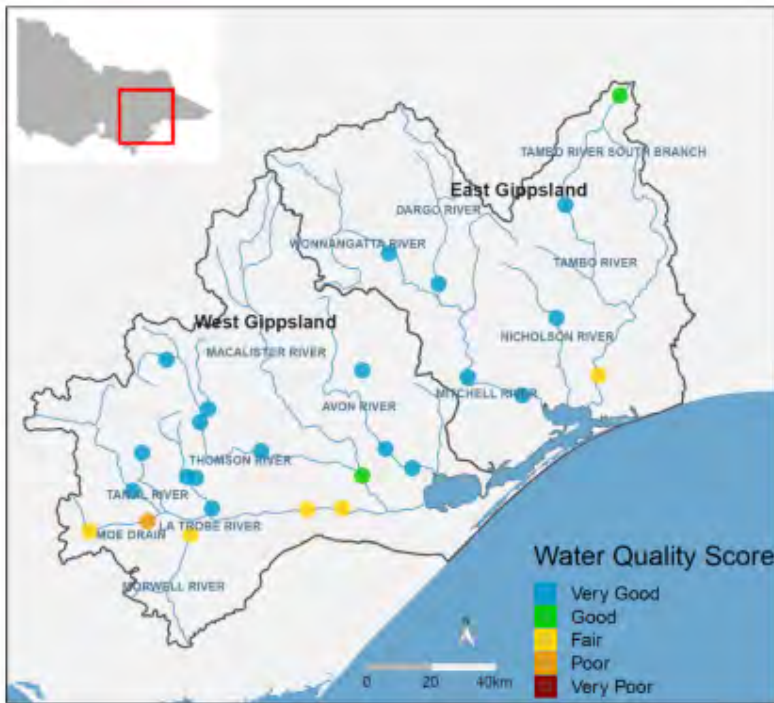 TAMBO RIVER SOUTH BRANCH
East Gippsland
DARGO RIVER
WONNANGATTA RIVER
TAMBO RIVER
West Gippsland
NICHOLSON RIVER
MACALISTER RIVER
MITCHELL RIVER
AVON RIVER
THOMSON RIVER
RIVER
LA TROBE RIVER
MOE DRAIN
MORWELL RIVER
Water Quality Score
Very Good
Good
Fair
Poor
Very Poor
N
0 20 40km